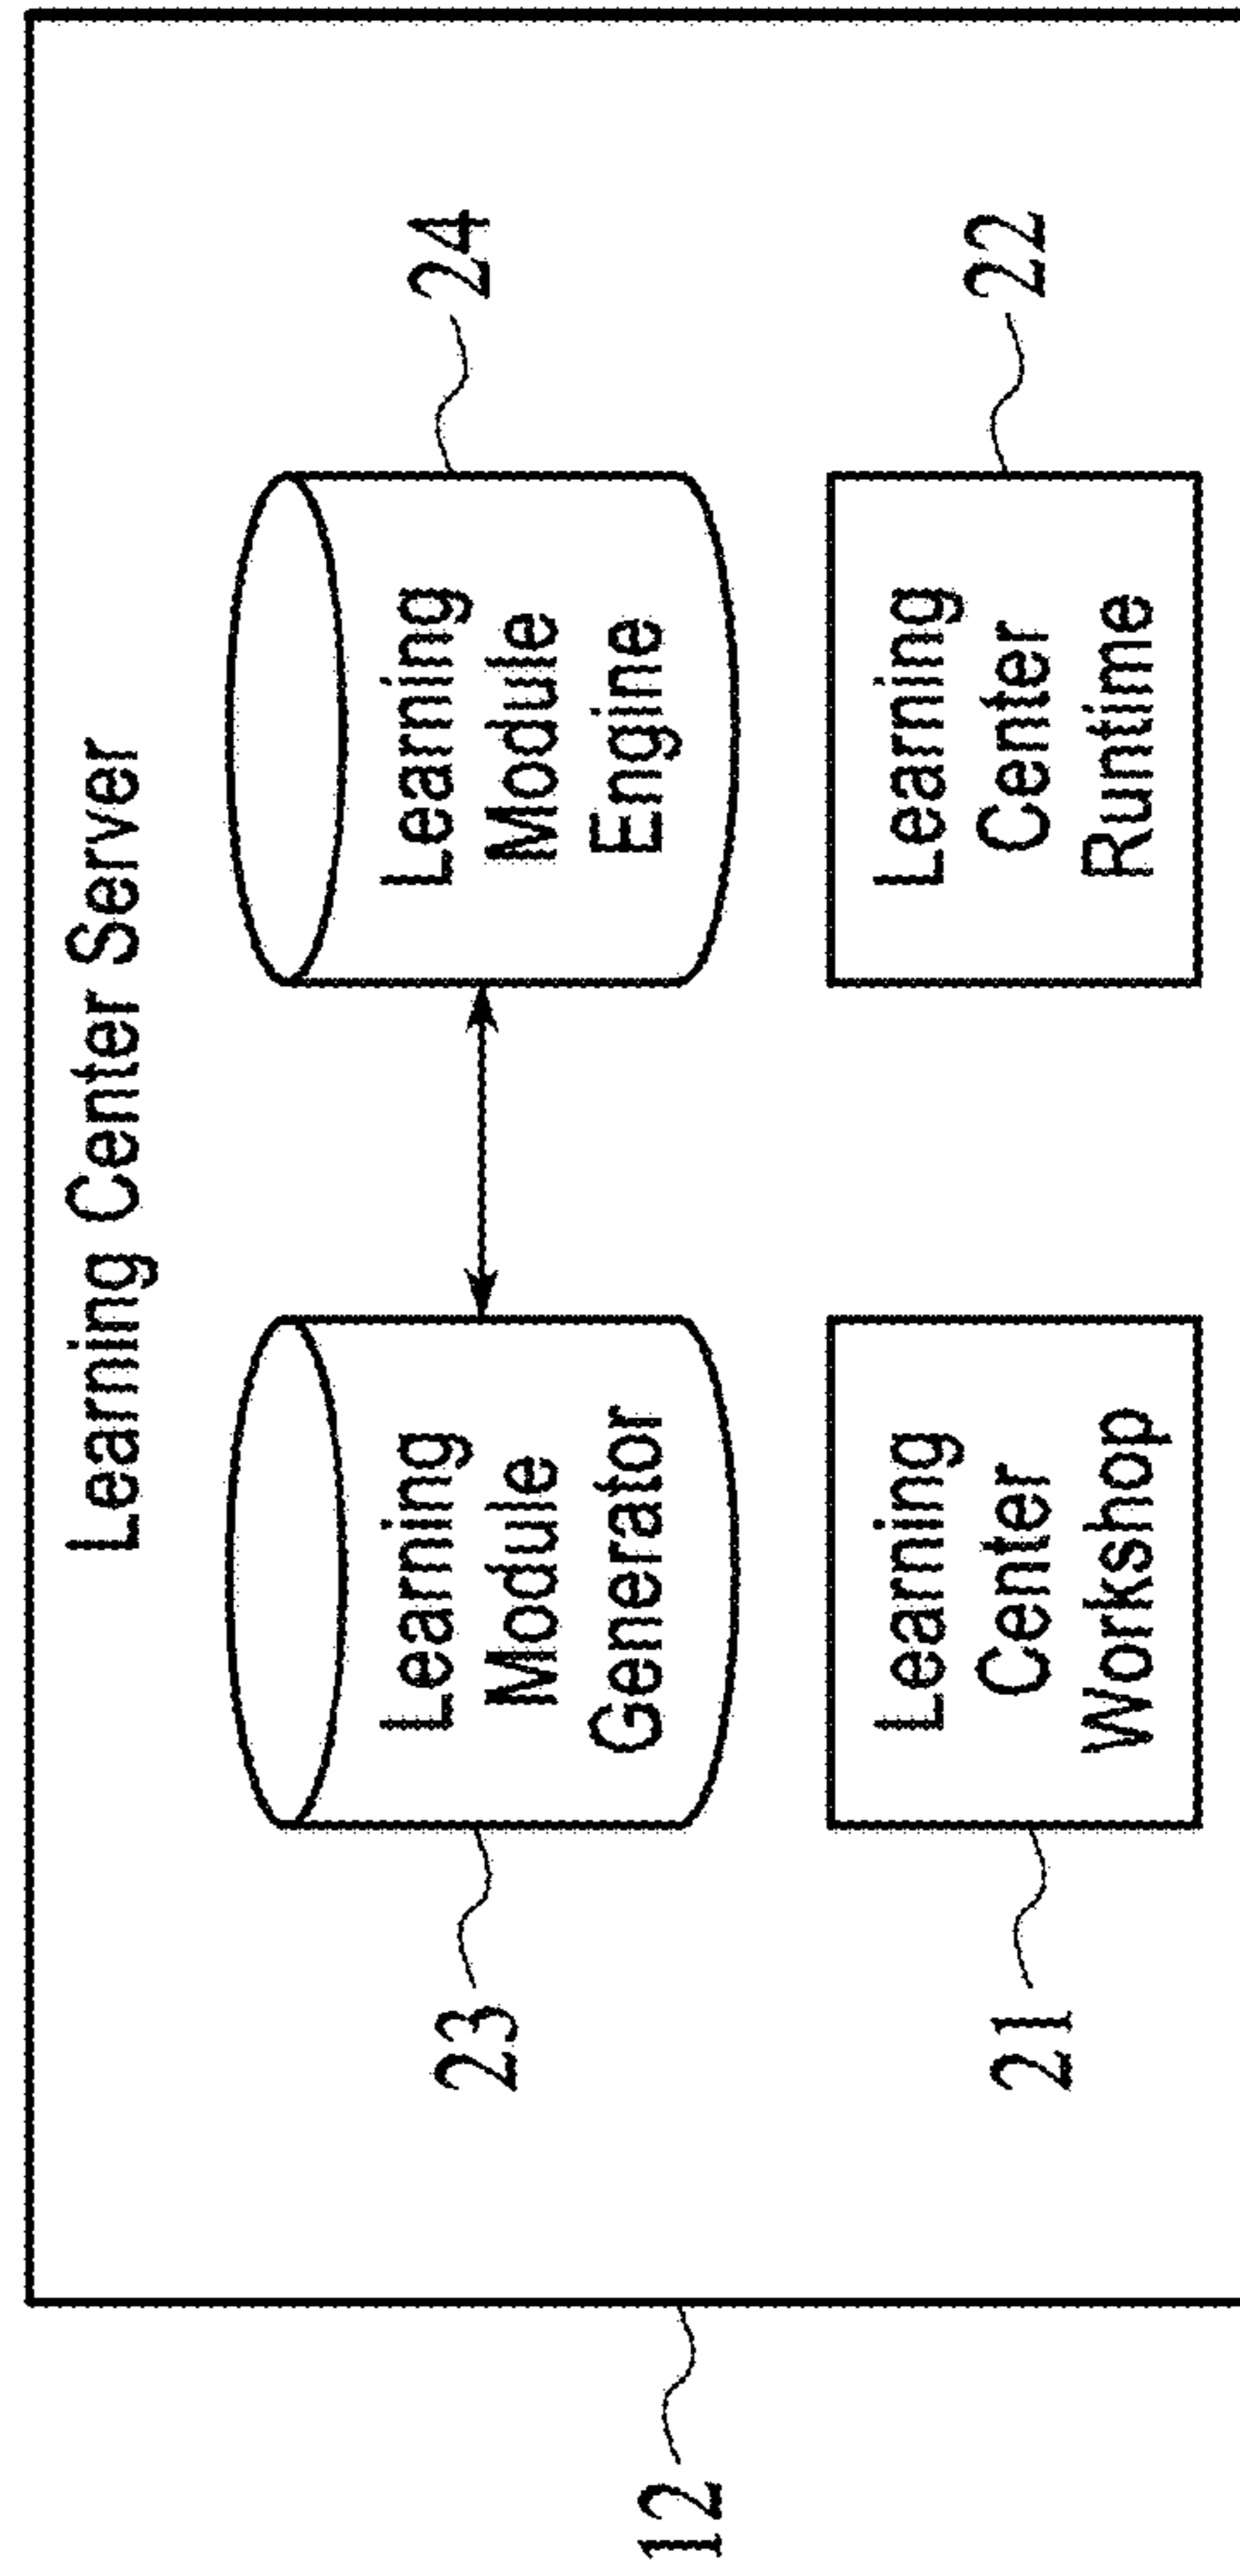 Learning Center Server
23
Learning
Module
Generator
Learning
Module
Engine
24
12
21
Learning
Center
Workshop
Learning
Center
Runtime
22